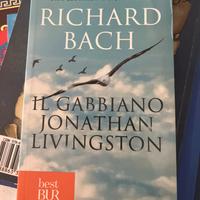 RICHARD
BACH
IL GABBIANO
JONATHAN
LIVINGSTON
best
BUR